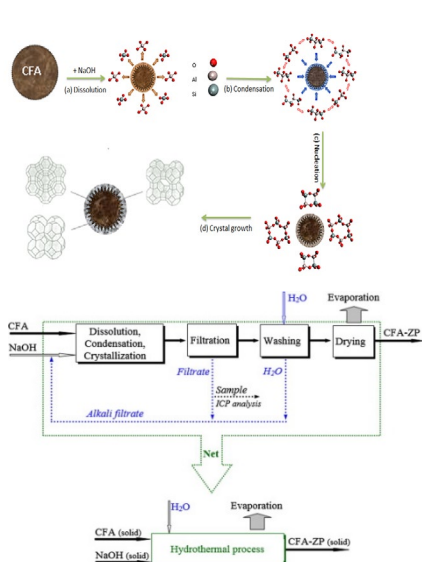 CFA
+ NaOH
(a) Dissolution
O
Al
Si
(b) Condensation
(c) Nucleation
(d) Crystal growth
H₂O
Evaporation
CFA
NaOH
Dissolution,
Condensation,
Crystallization
Filtration
Washing
Drying
CFA-ZP
Filtrate
H₂O
Sample
ICP analysis
Alkali filtrate
Net
H₂O
Evaporation
CFA (solid)
NaOH (solid)
Hydrothermal process
CFA-ZP (solid)